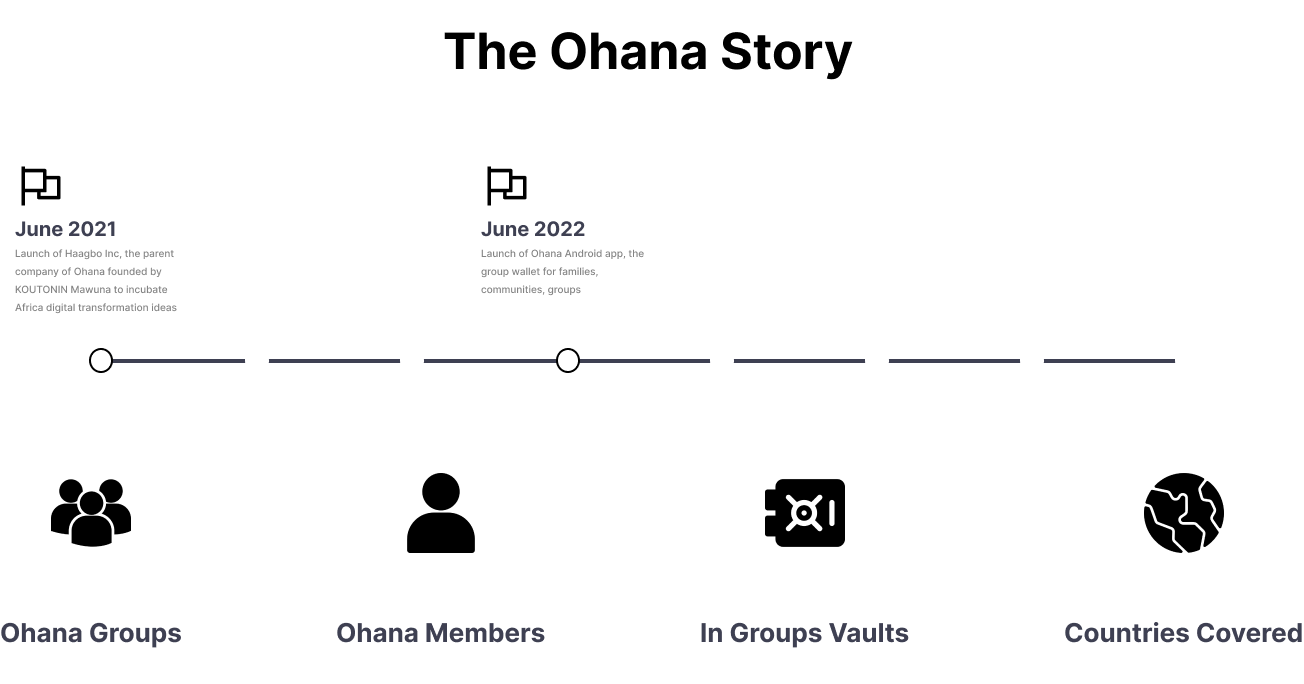 The Ohana Story
June 2021
Launch of Haagbo Inc, the parent
company of Ohana founded by
KOUTONIN Mawuna to incubate
Africa digital transformation ideas
June 2022
Launch of Ohana Android app, the
group wallet for families,
communities, groups
Ohana Groups
Ohana Members
In Groups Vaults
Countries Covered